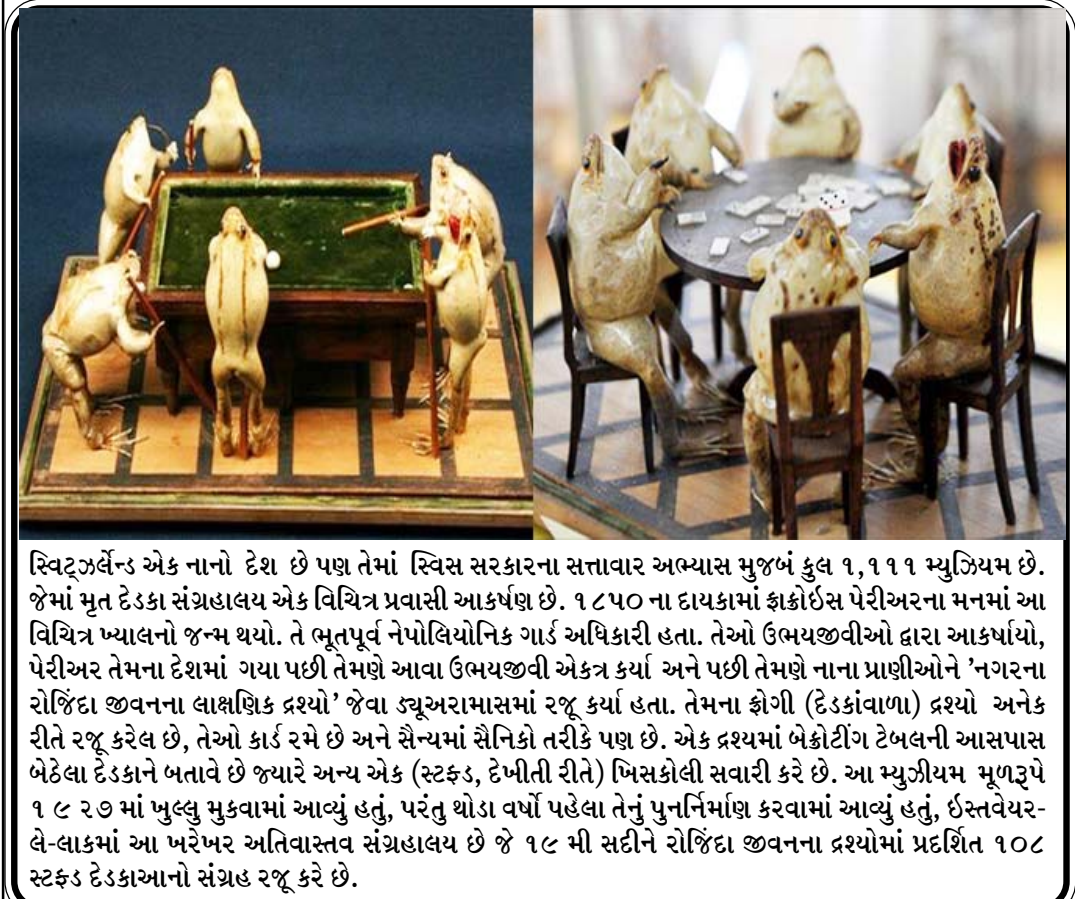 સ્વિટ્ઝર્લેન્ડ એક નાનો દેશ છે પણ તેમાં સ્વિસ સરકારના સત્તાવાર અભ્યાસ મુજબં કુલ ૧,૧૧૧ મ્યુઝિયમ છે.
જેમાં મૃત દેડકા સંગ્રહાલય એક વિચિત્ર પ્રવાસી આકર્ષણ છે. ૧૮૫૦ ના દાયકામાં ફ્રાક્રોઇસ પેરીઅરના મનમાં આ
વિચિત્ર ખ્યાલનો જન્મ થયો. તે ભૂતપૂર્વ નેપોલિયોનિક ગાર્ડ અધિકારી હતા. તેઓ ઉભયજીવીઓ દ્વારા આકર્ષાયો,
પેરીઅર તેમના દેશમાં ગયા પછી તેમણે આવા ઉભયજીવી એકત્ર કર્યા અને પછી તેમણે નાના પ્રાણીઓને 'નગરના
રોજિંદા જીવનના લાક્ષણિક દ્રશ્યો' જેવા ડ્યૂઅરામાસમાં રજૂ કર્યા હતા. તેમના ફ્રોગી (દેડકાંવાળા) દ્રશ્યો અનેક
રીતે રજૂ કરેલ છે, તેઓ કાર્ડ રમે છે અને સૈન્યમાં સૈનિકો તરીકે પણ છે. એક દ્રશ્યમાં બેક્રોટીંગ ટેબલની આસપાસ
બેઠેલા દેડકાને બતાવે છે જ્યારે અન્ય એક (સ્ટફ્ડ, દેખીતી રીતે) ખિસકોલી સવારી કરે છે. આ મ્યુઝીયમ મૂળરૂપે
૧૯૨૭ માં ખુલ્લુ મુકવામાં આવ્યું હતું, પરંતુ થોડા વર્ષો પહેલા તેનું પુનર્નિર્માણ કરવામાં આવ્યું હતું, ઇસ્તવેયર-
લે-લાકમાં આ ખરેખર અતિવાસ્તવ સંગ્રહાલય છે જે ૧૯ મી સદીને રોજિંદા જીવનના દ્રશ્યોમાં પ્રદર્શિત ૧૦૮
સ્ટફ્ડ દેડકાઆનો સંગ્રહ રજૂ કરે છે.